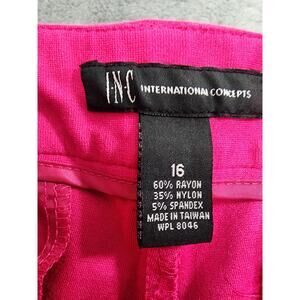 I·N·C INTERNATIONAL CONCEPTS
16
60% RAYON
35% NYLON
5% SPANDEX
MADE IN TAIWAN
WPL 8046